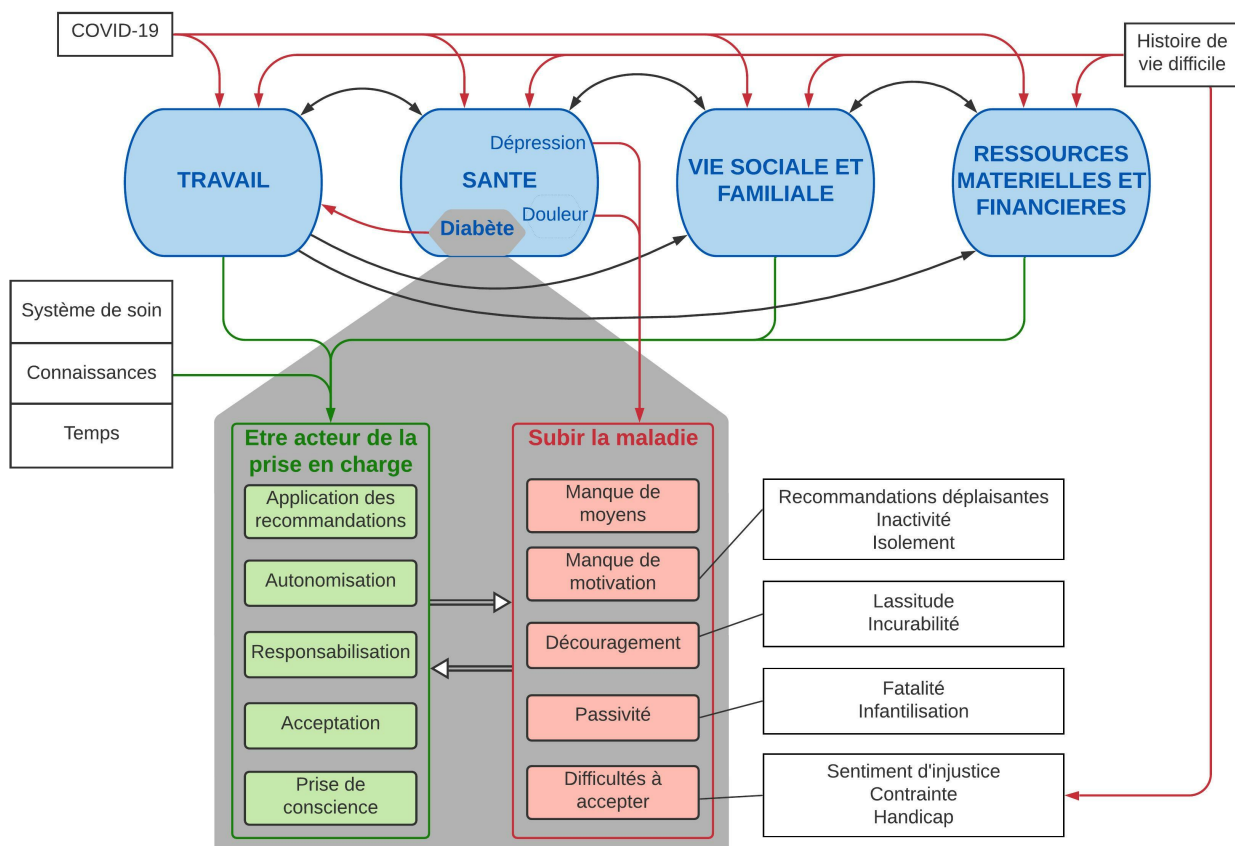 COVID-19
Histoire de
vie difficile
TRAVAIL
SANTE
Dépression
Douleur
Diabète
VIE SOCIALE ET
FAMILIALE
RESSOURCES
MATERIELLES ET
FINANCIERES
Système de soin
Connaissances
Temps
Etre acteur de la
prise en charge
Application des
recommandations
Autonomisation
Responsabilisation
Acceptation
Prise de
conscience
Subir la maladie
Manque de
moyens
Manque de
motivation
Découragement
Passivité
Difficultés à
accepter
Recommandations déplaisantes
Inactivité
Isolement
Lassitude
Incurabilité
Fatalité
Infantilisation
Sentiment d'injustice
Contrainte
Handicap